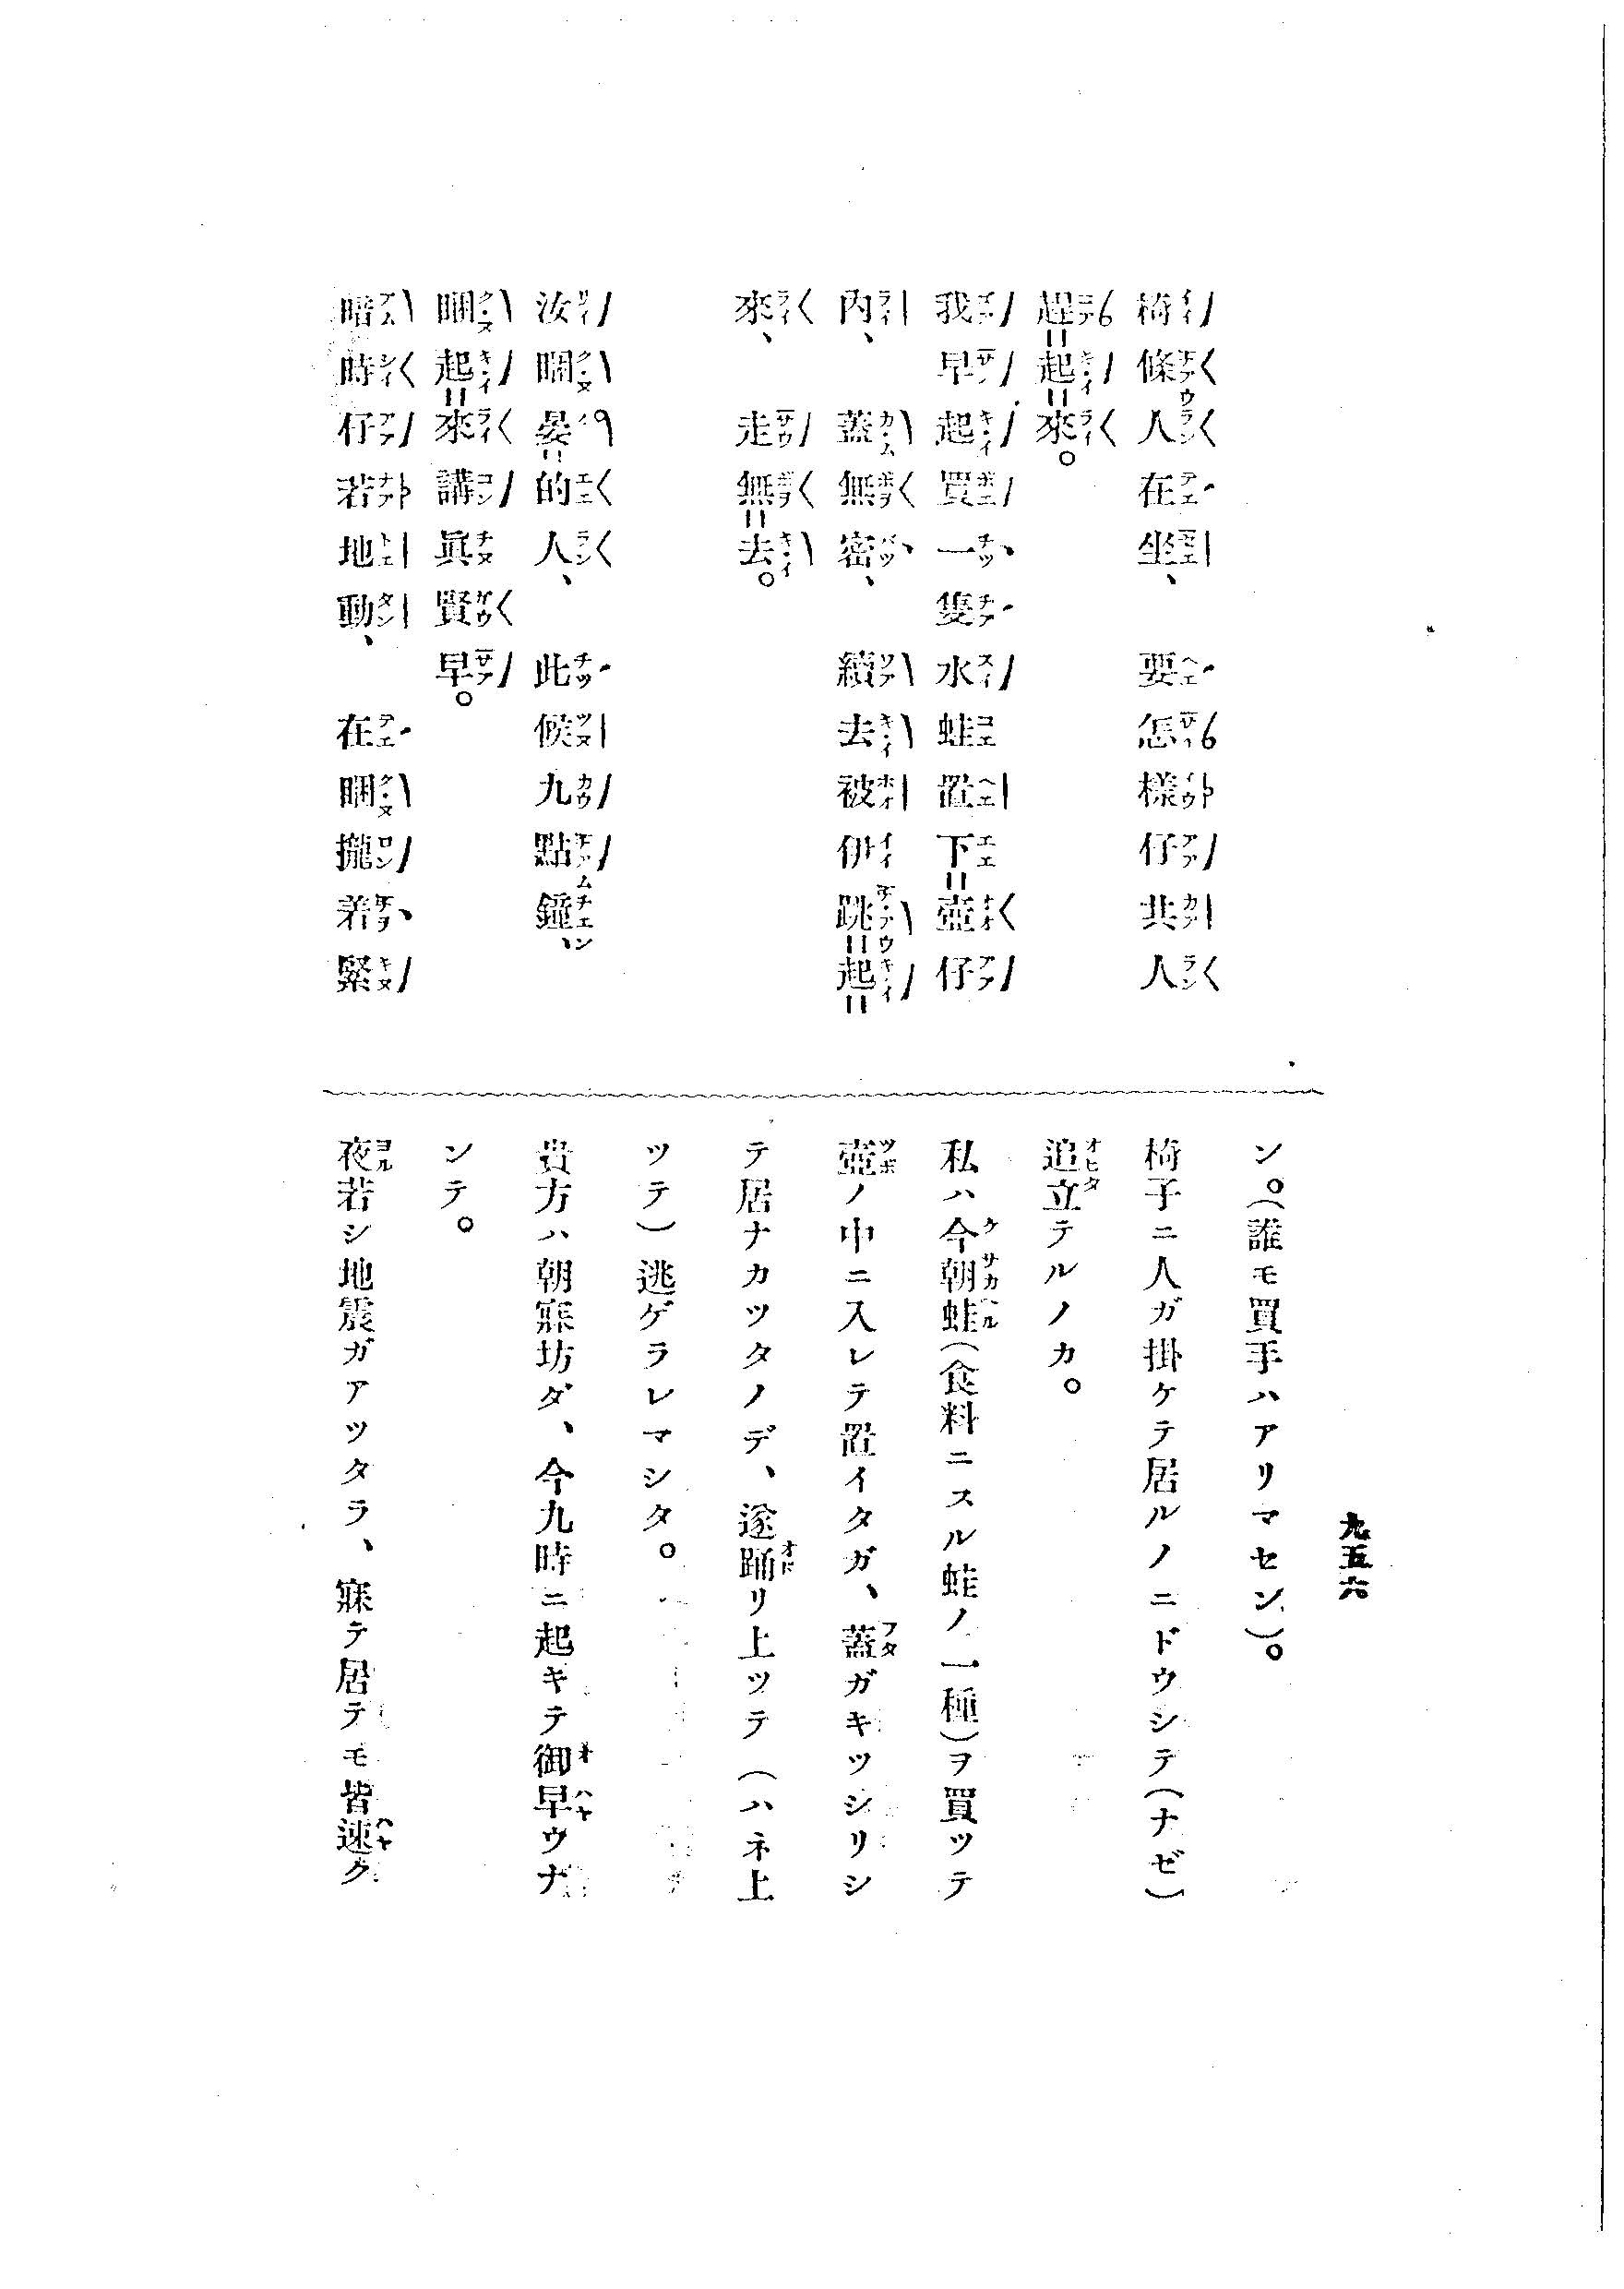 九五六
椅條人在坐、要怎樣仔共人
趕起來。
我早起買一隻水蛙置下壺仔
內、蓋無密、續去被伊跳起
來、走無去。
汝睏晏的人、此候九點鐘、
睏起來講眞賢早。
暗時仔若地動、在睏攏着緊
ン。(誰モ買手ハアリマセン)。
椅子ニ人ガ掛ケテ居ルノニドウシテ(ナゼ)
追立テルノカ。
私ハ今朝蛙(食料ニスル蛙ノ一種)ヲ買ツテ
壺ノ中ニ入レテ置イタガ、蓋ガキツシリシ
テ居ナカツタノデ、遂踊リ上ツテ(ハネ上
ツテ)逃ゲラレマシタ。
貴方ハ朝寐坊ダ、今九時ニ起キテ御早ウナ
ンテ。
夜若シ地震ガアツタラ、寐テ居テモ皆速ク